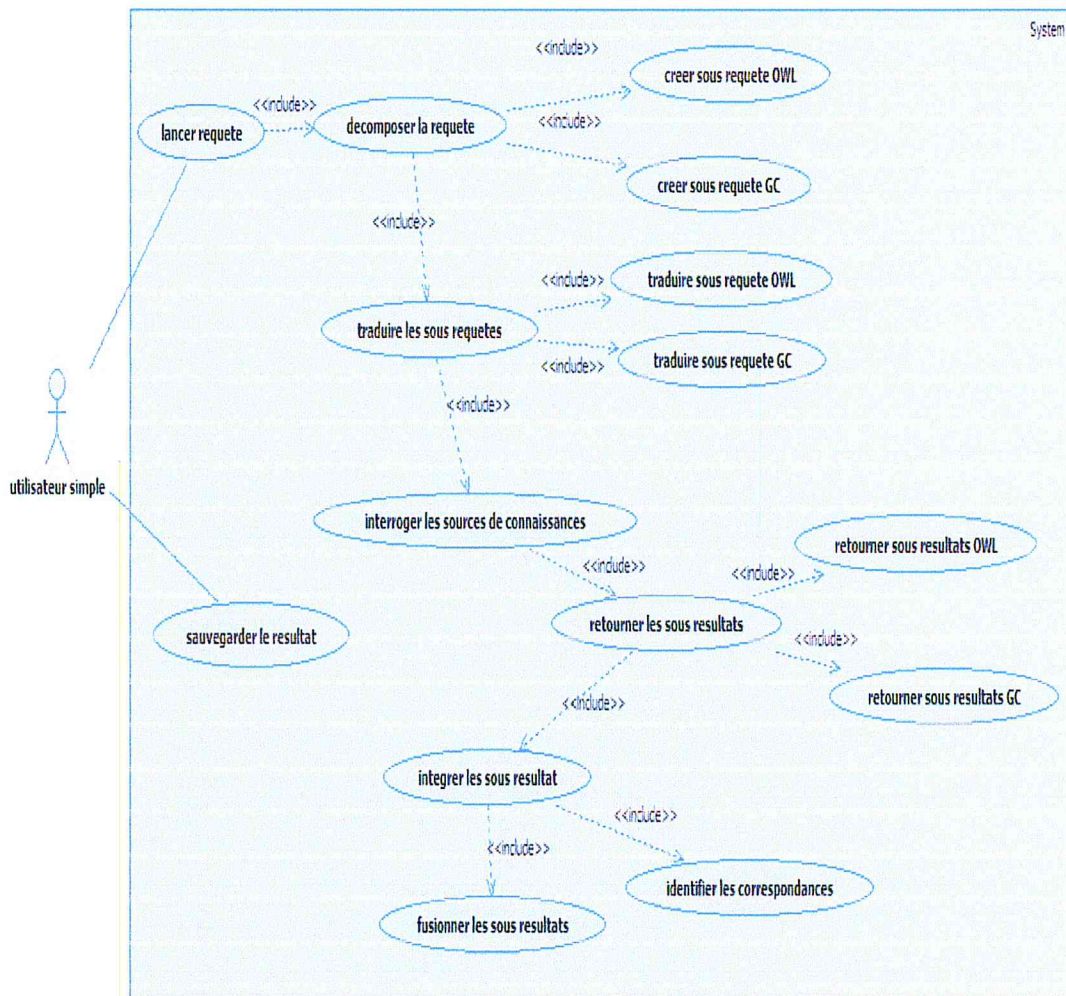 System
<<include>>
creer sous requete OWL
<<include>>
lancer requete
decomposer la requete
<<include>>
creer sous requete GC
<<include>>
<<include>>
traduire sous requete OWL
traduire les sous requetes
<<include>>
traduire sous requete GC
<<include>>
utilisateur simple
interroger les sources de connaissances
retourner sous resultats OWL
<<include>>
<<include>>
retourner les sous resultats
sauvegarder le resultat
<<include>>
retourner sous resultats GC
<<include>>
integrer les sous resultat
<<include>>
<<include>>
identifier les correspondances
fusionner les sous resultats